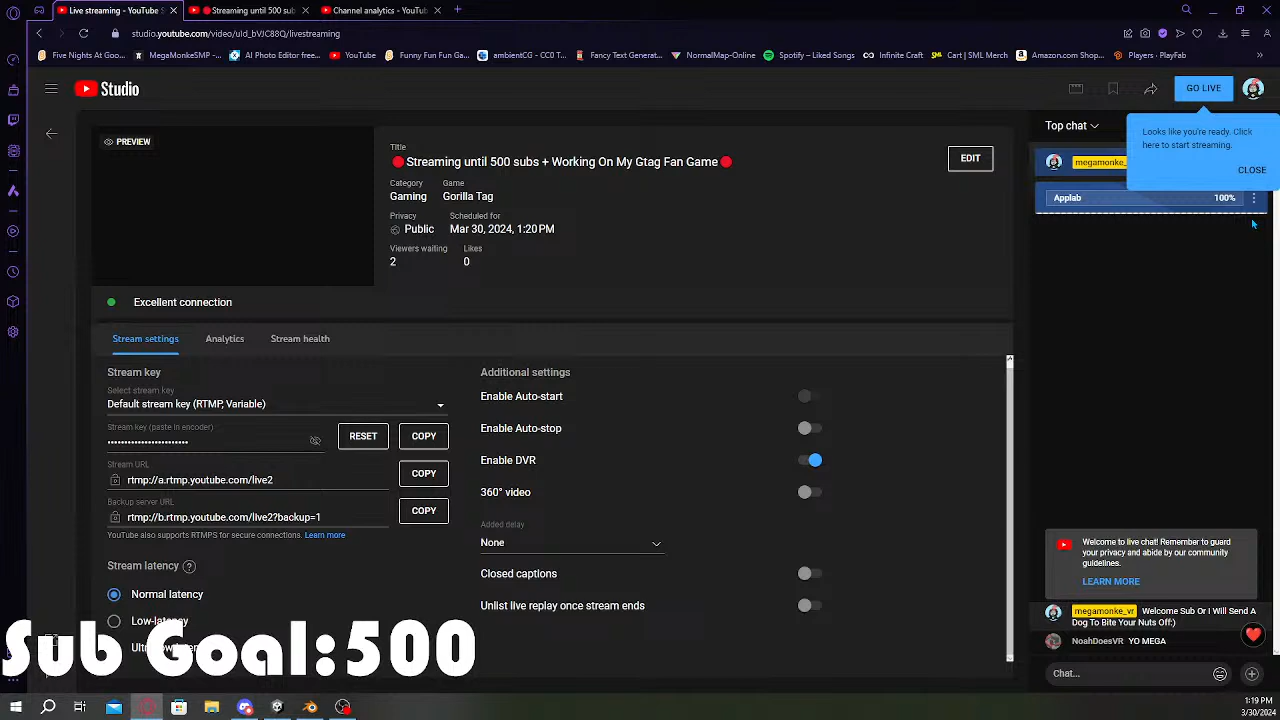 Live streaming - YouTube S
Streaming until 500 sub
Channel analytics - YouTub
studio.youtube.com/video/uId_bVIC88Q/livestreaming
Five Nights At Goo...
MegaMonkeSMP -...
AI Photo Editor free...
YouTube
Funny Fun Fun Ga...
ambientCG - CC0 T...
Fancy Text Generat...
NormalMap-Online
Spotify – Liked Songs
Infinite Craft
Cart | SML Merch
Amazon.com Shop...
Players · PlayFab
Studio
GO LIVE
Looks like you're ready. Click
here to start streaming.
CLOSE
PREVIEW
Title
🔴Streaming until 500 subs + Working On My Gtag Fan Game🔴
EDIT
Category
Game
Gaming
Gorilla Tag
Privacy
Scheduled for
Public
Mar 30, 2024, 1:20 PM
Viewers waiting
Likes
2
0
Excellent connection
Stream settings
Analytics
Stream health
Stream key
Select stream key
Default stream key (RTMP, Variable)
Stream key (paste in encoder)
••••••••••••••••••••••••
RESET
COPY
Stream URL
rtmp://a.rtmp.youtube.com/live2
COPY
Backup server URL
rtmp://b.rtmp.youtube.com/live2?backup=1
COPY
YouTube also supports RTMPS for secure connections. Learn more
Stream latency
Normal latency
Low-latency
Additional settings
Enable Auto-start
Enable Auto-stop
Enable DVR
360° video
Added delay
None
Closed captions
Unlist live replay once stream ends
Top chat
megamonke_
Applab
100%
Welcome to live chat! Remember to guard
your privacy and abide by our community
guidelines.
LEARN MORE
megamonke_vr Welcome Sub Or I Will Send A
Dog To Bite Your Nuts Off:)
NoahDoesVR YO MEGA
Chat...
Sub Goal:500
1:19 PM
3/30/2024